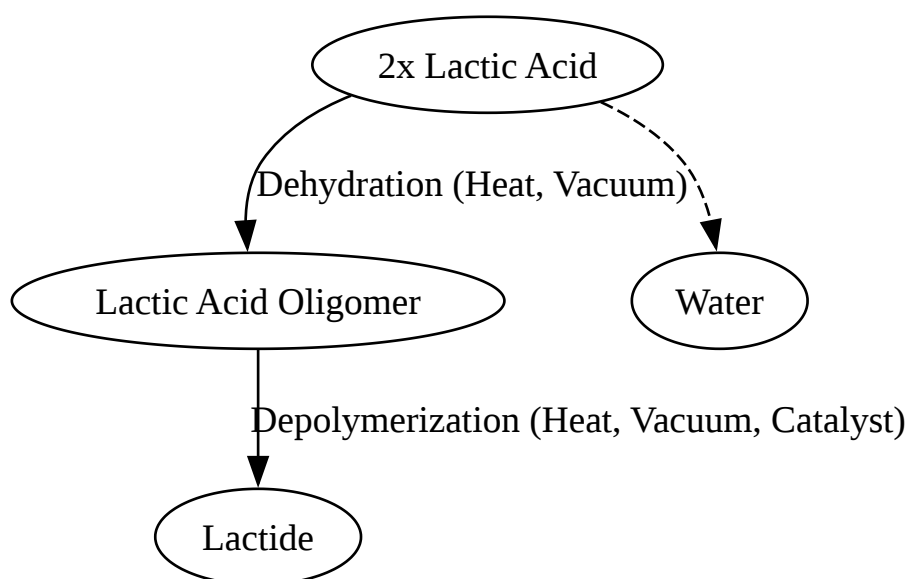 2x Lactic Acid
Dehydration (Heat, Vacuum)
Lactic Acid Oligomer
Water
Depolymerization (Heat, Vacuum, Catalyst)
Lactide